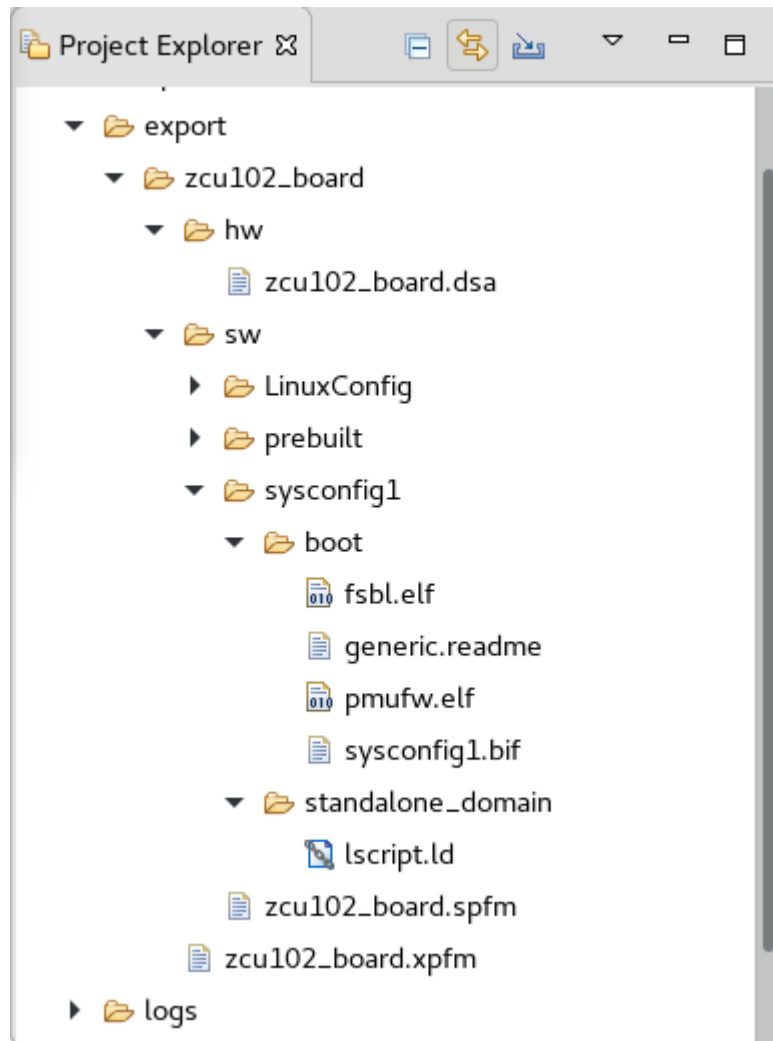 Project Explorer
export
zcu102_board
hw
zcu102_board.dsa
sw
LinuxConfig
prebuilt
sysconfig1
boot
fsbl.elf
generic.readme
pmufw.elf
sysconfig1.bif
standalone_domain
lscript.ld
zcu102_board.spfm
zcu102_board.xpfm
logs